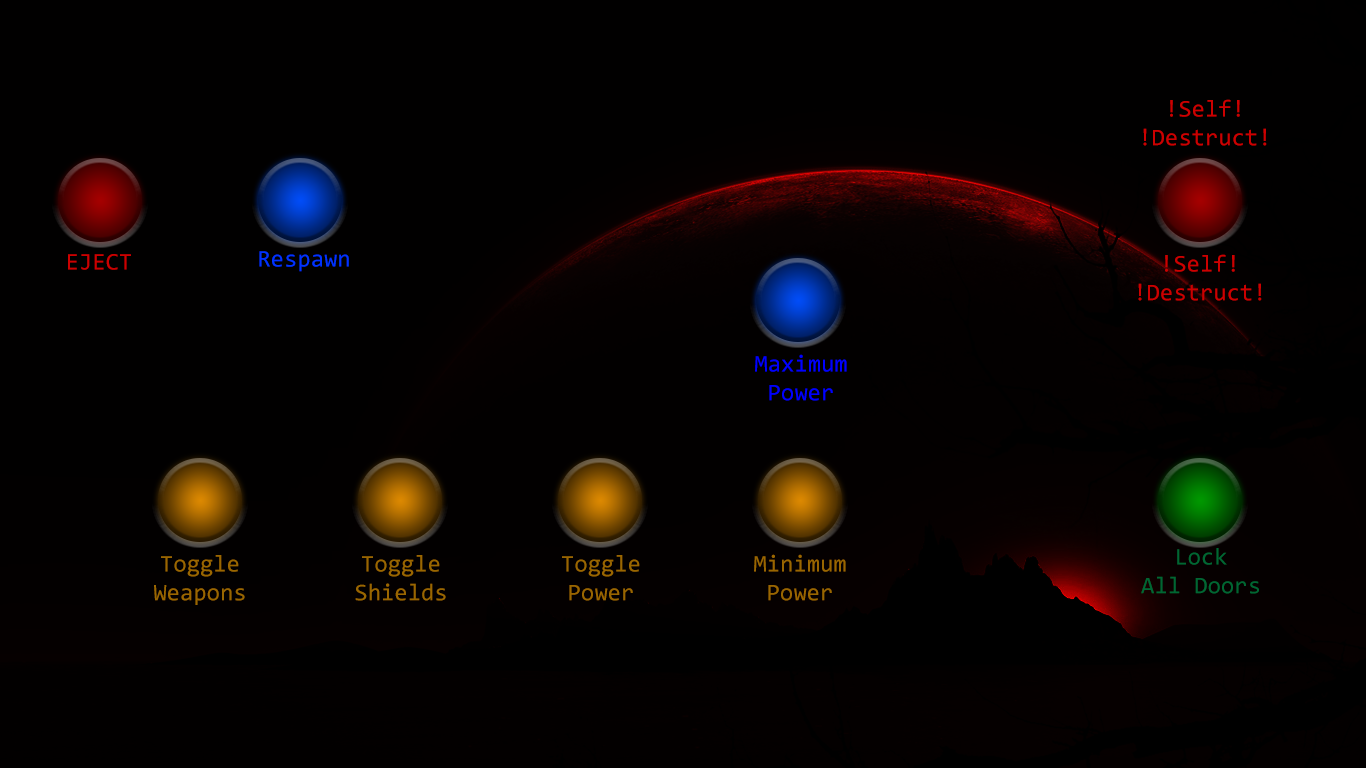 !Self!
!Destruct!
EJECT
Respawn
!Self!
!Destruct!
Maximum
Power
Toggle
Weapons
Toggle
Shields
Toggle
Power
Minimum
Power
Lock
All Doors